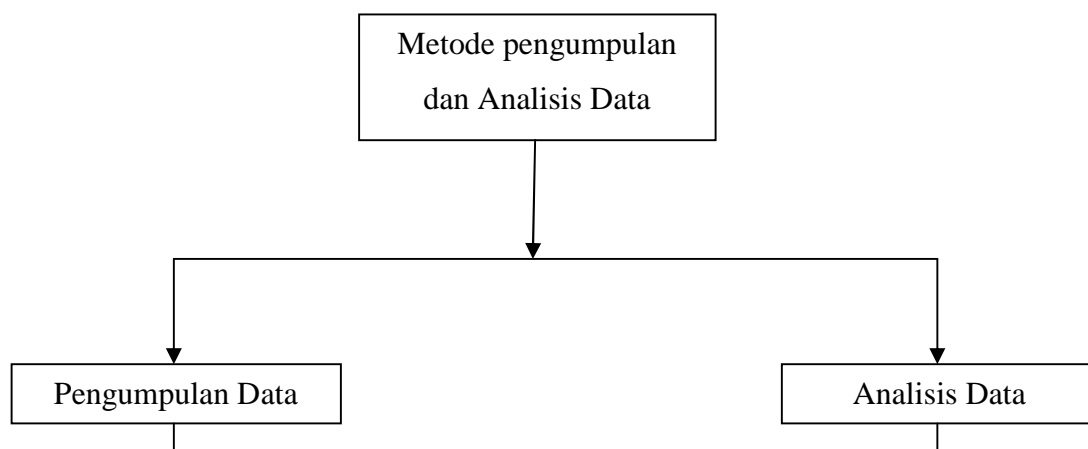 Metode pengumpulan
dan Analisis Data
Pengumpulan Data
Analisis Data